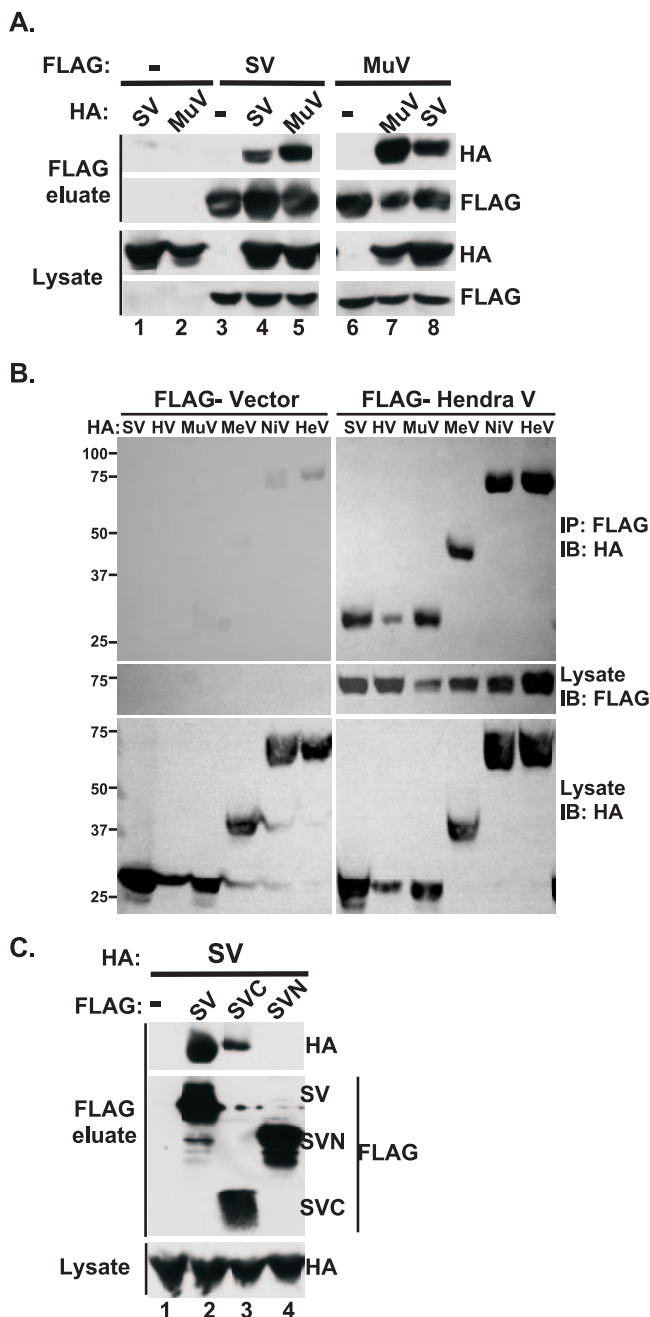 A.
FLAG: - SV MuV
HA: SV MuV - SV MuV - MuV SV
FLAG eluate
HA
FLAG
Lysate
HA
FLAG
1 2 3 4 5 6 7 8
B.
FLAG- Vector FLAG- Hendra V
HA: SV HV MuV MeV NiV HeV SV HV MuV MeV NiV HeV
100
75
50
37
25
IP: FLAG
IB: HA
75
Lysate
IB: FLAG
75
50
37
25
Lysate
IB: HA
C.
HA: SV
FLAG: - SV SVC SVN
HA
FLAG eluate
SV
SVN
SVC
FLAG
Lysate
HA
1 2 3 4